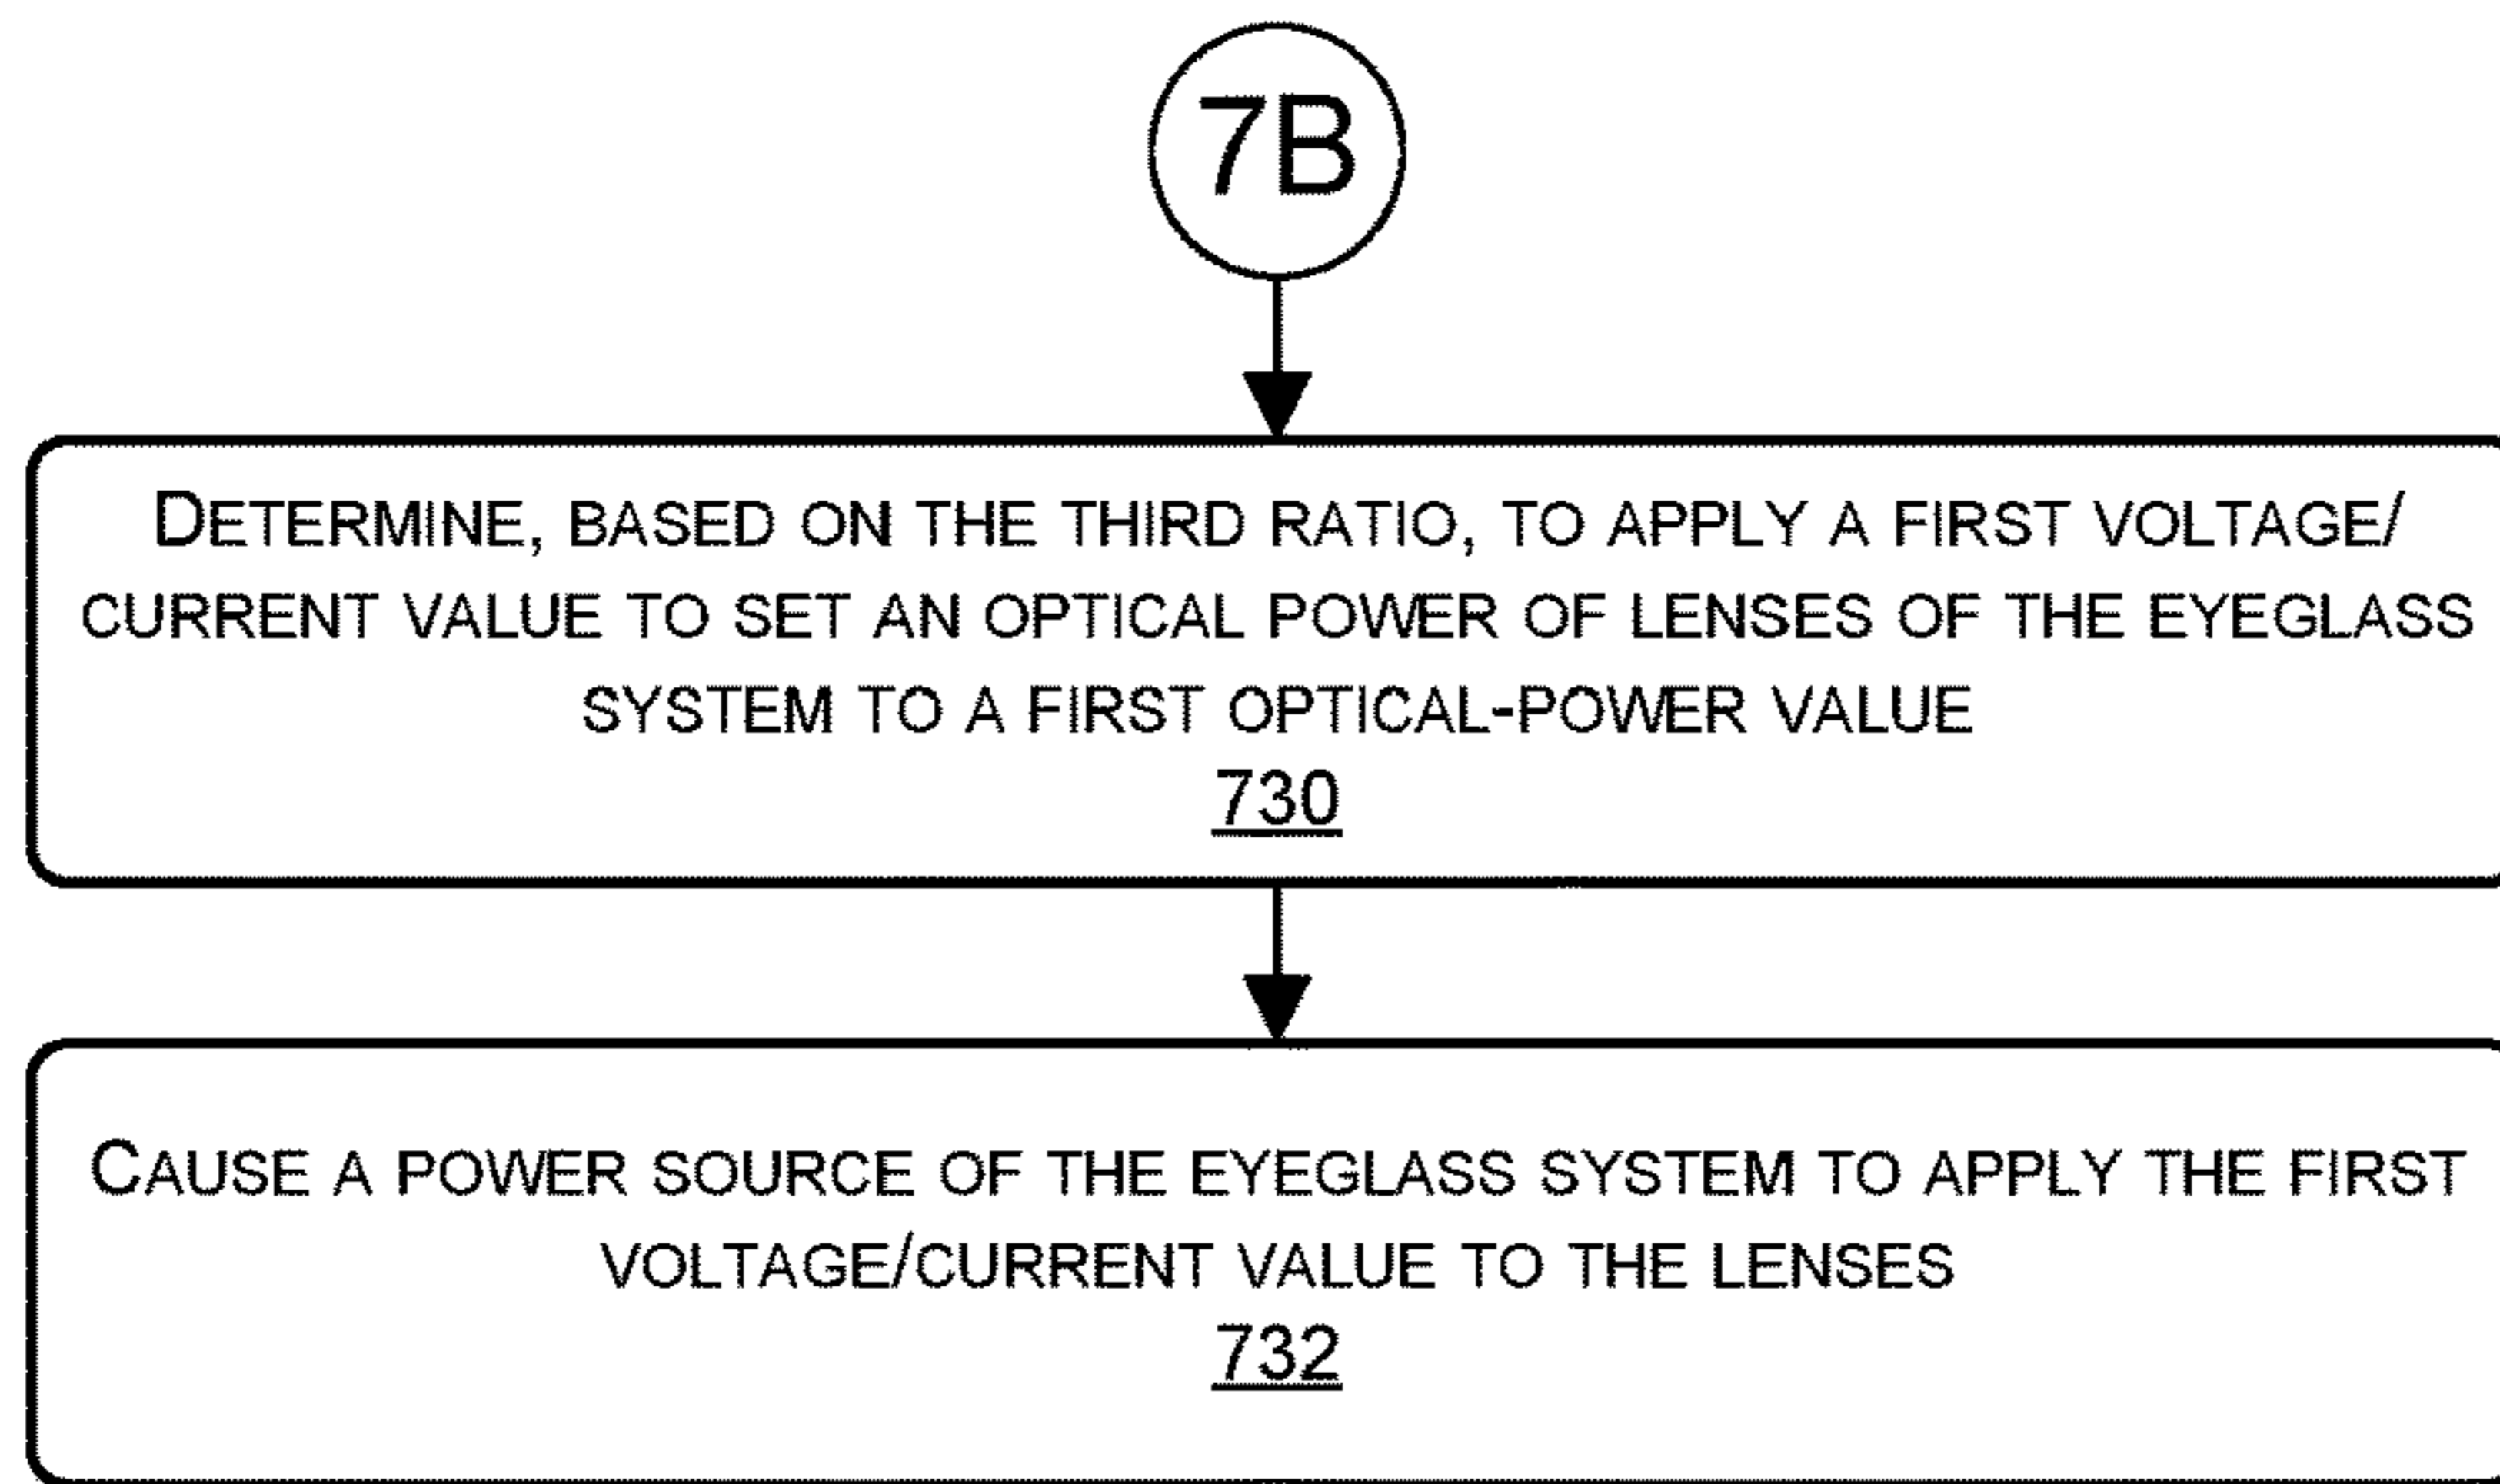 7B
DETERMINE, BASED ON THE THIRD RATIO, TO APPLY A FIRST VOLTAGE/
CURRENT VALUE TO SET AN OPTICAL POWER OF LENSES OF THE EYEGLASS
SYSTEM TO A FIRST OPTICAL-POWER VALUE
730
CAUSE A POWER SOURCE OF THE EYEGLASS SYSTEM TO APPLY THE FIRST
VOLTAGE/CURRENT VALUE TO THE LENSES
732